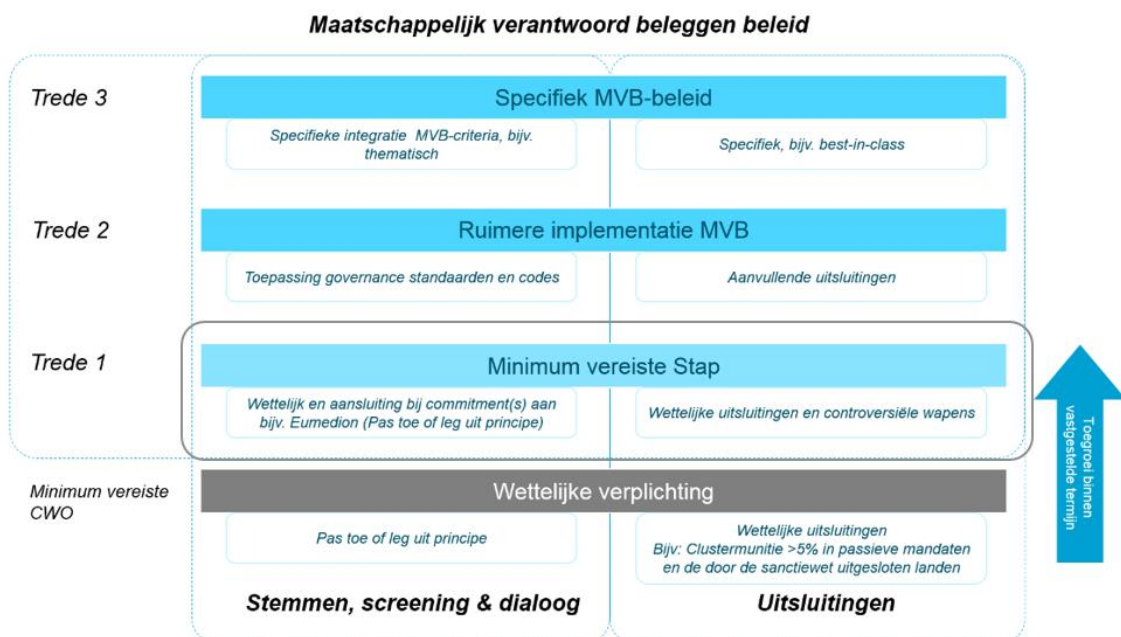 Maatschappelijk verantwoord beleggen beleid
Trede 3
Specifiek MVB-beleid
Specifieke integratie MVB-criteria, bijv.
thematisch
Specifiek, bijv. best-in-class
Trede 2
Ruimere implementatie MVB
Toepassing governance standaarden en codes
Aanvullende uitsluitingen
Trede 1
Minimum vereiste Stap
Wettelijk en aansluiting bij commitment(s) aan
bijv. Eumedion (Pas toe of leg uit principe)
Wettelijke uitsluitingen en controversiële wapens
Toegroei binnen
vastgestelde termijn
Minimum vereiste
CWO
Wettelijke verplichting
Pas toe of leg uit principe
Wettelijke uitsluitingen
Bijv: Clustermunitie >5% in passieve mandaten
en de door de sanctiewet uitgesloten landen
Stemmen, screening & dialoog
Uitsluitingen